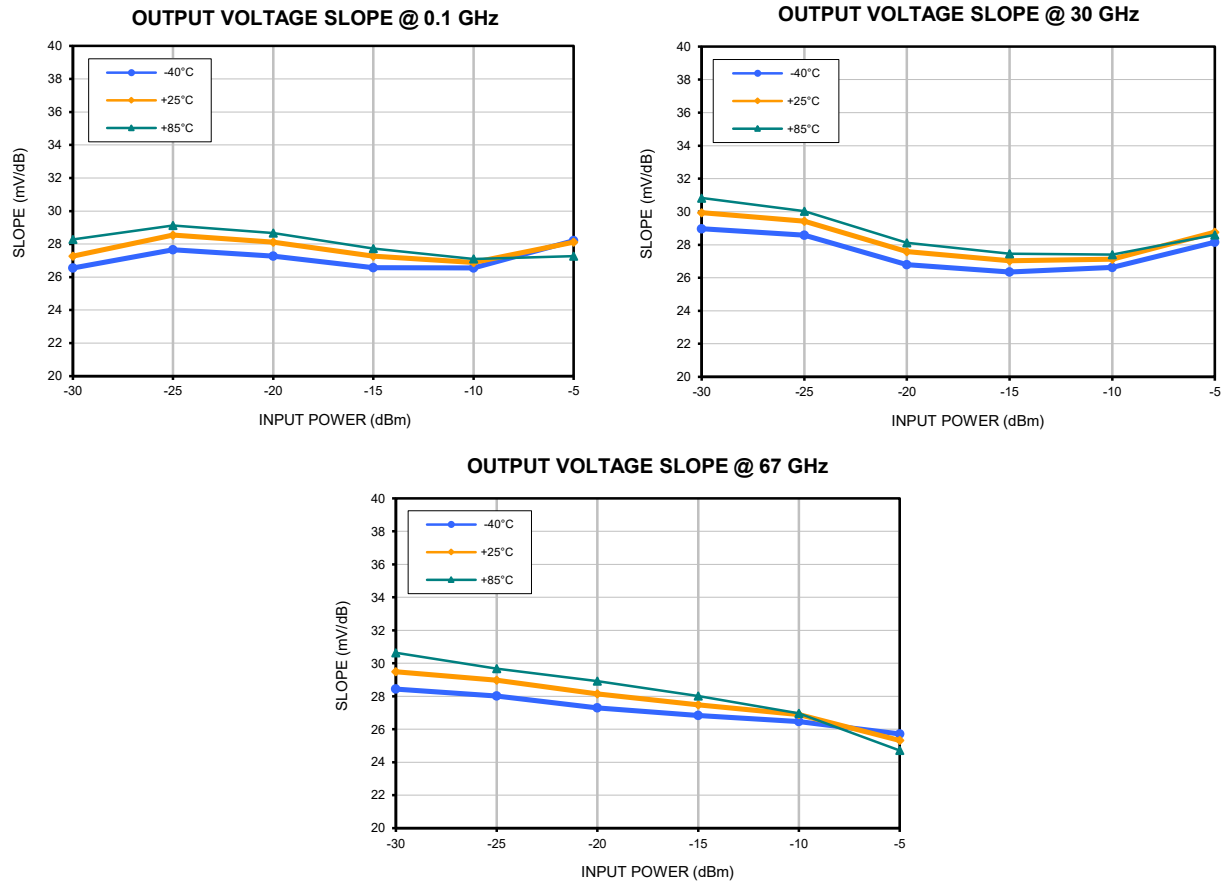 OUTPUT VOLTAGE SLOPE @ 0.1 GHz
40
38
36
34
32
30
28
26
24
22
20
SLOPE (mV/dB)
-40°C
+25°C
+85°C
-30 -25 -20 -15 -10 -5
INPUT POWER (dBm)
OUTPUT VOLTAGE SLOPE @ 30 GHz
40
38
36
34
32
30
28
26
24
22
20
SLOPE (mV/dB)
-40°C
+25°C
+85°C
-30 -25 -20 -15 -10 -5
INPUT POWER (dBm)
OUTPUT VOLTAGE SLOPE @ 67 GHz
40
38
36
34
32
30
28
26
24
22
20
SLOPE (mV/dB)
-40°C
+25°C
+85°C
-30 -25 -20 -15 -10 -5
INPUT POWER (dBm)